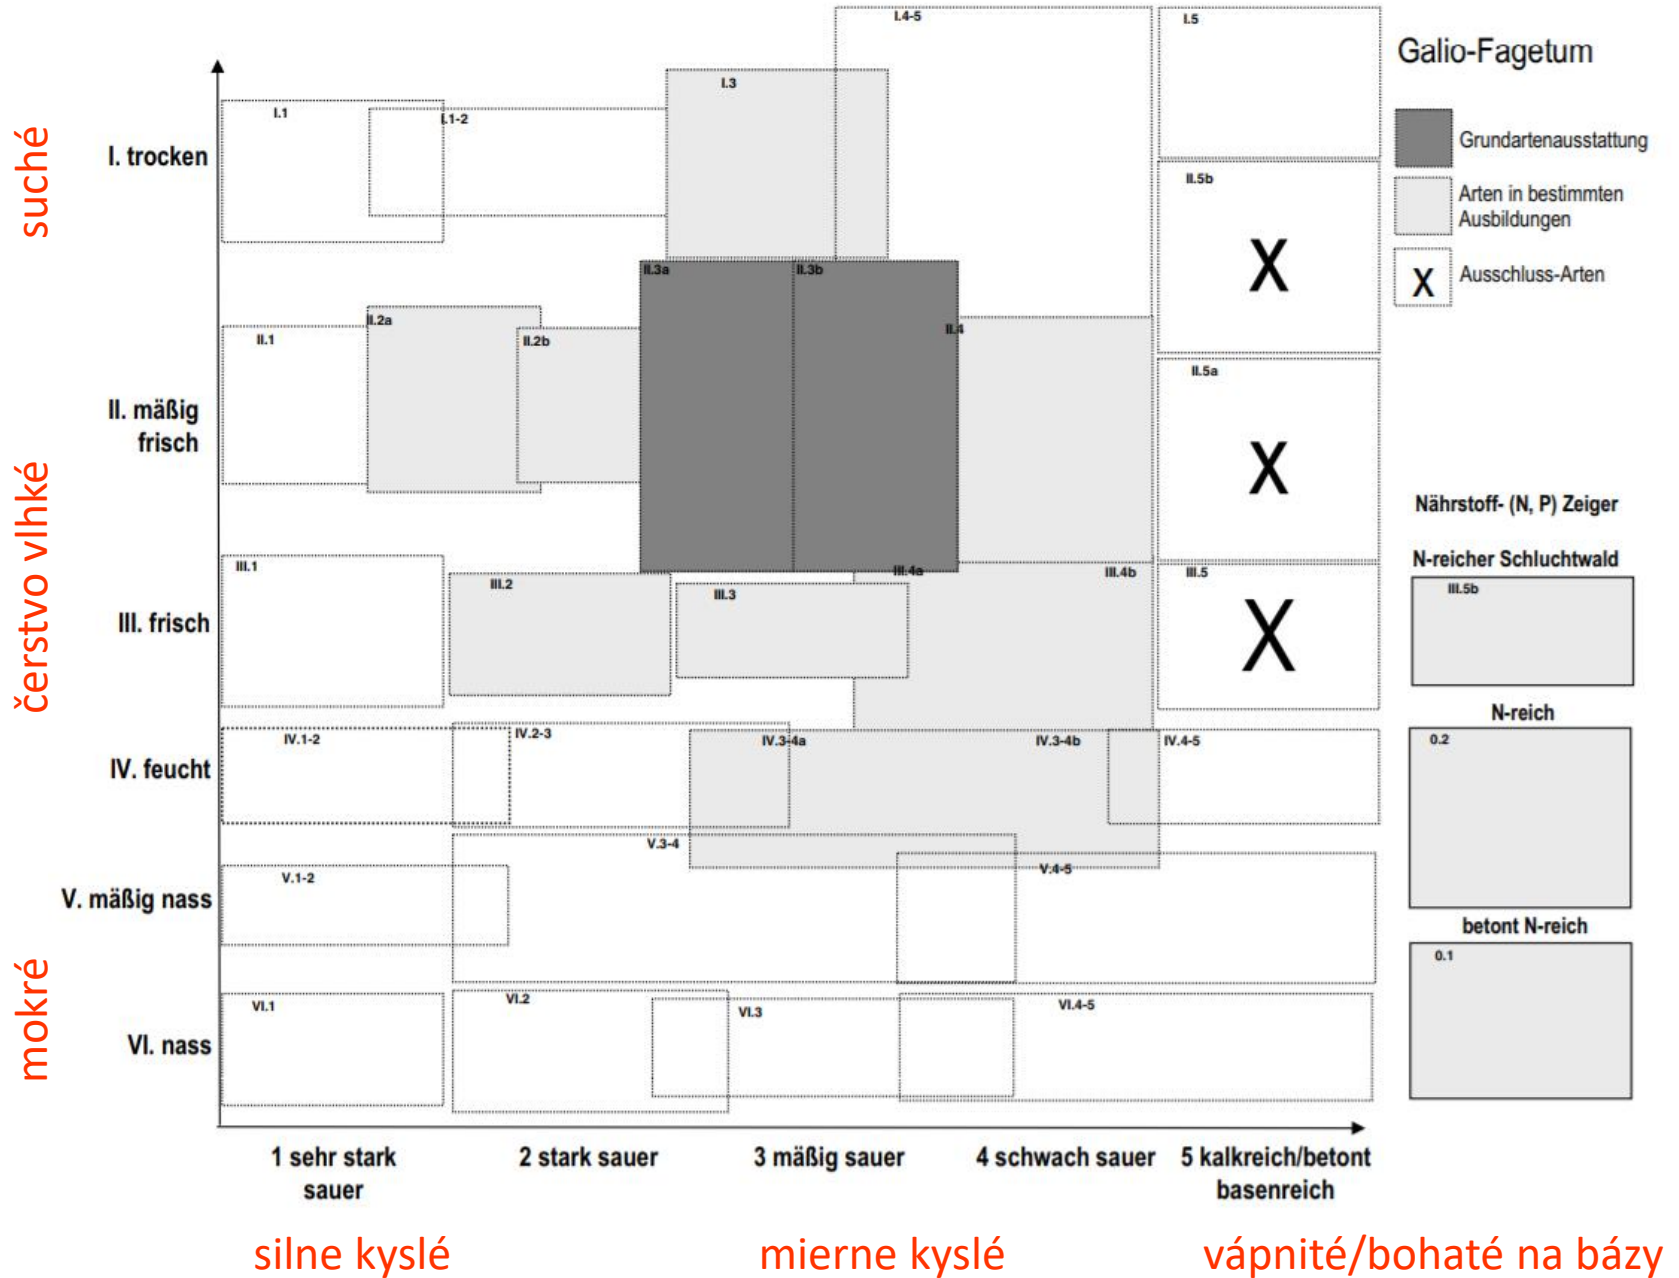 I.4-5
I.5
Galio-Fagetum
I.3
I.1
I.1-2
Grundartenausstattung
suché
I. trocken
II.5b
Arten in bestimmten
Ausbildungen
X
X
Ausschluss-Arten
II.3a
II.3b
II.2a
II.4
II.1
II.2b
II.5a
II. mäßig
frisch
X
čerstvo vlhké
Nährstoff- (N, P) Zeiger
N-reicher Schluchtwald
III.1
III.4a
III.4b
III.5
III.2
III.3
III.5b
III. frisch
X
N-reich
IV.1-2
IV.2-3
IV.3-4a
IV.3-4b
IV.4-5
0.2
IV. feucht
V.3-4
V.4-5
V.1-2
V. mäßig nass
betont N-reich
0.1
mokré
VI.1
VI.2
VI.3
VI.4-5
VI. nass
1 sehr stark
sauer
2 stark sauer
3 mäßig sauer
4 schwach sauer
5 kalkreich/betont
basenreich
silne kyslé
mierne kyslé
vápnité/bohaté na bázy